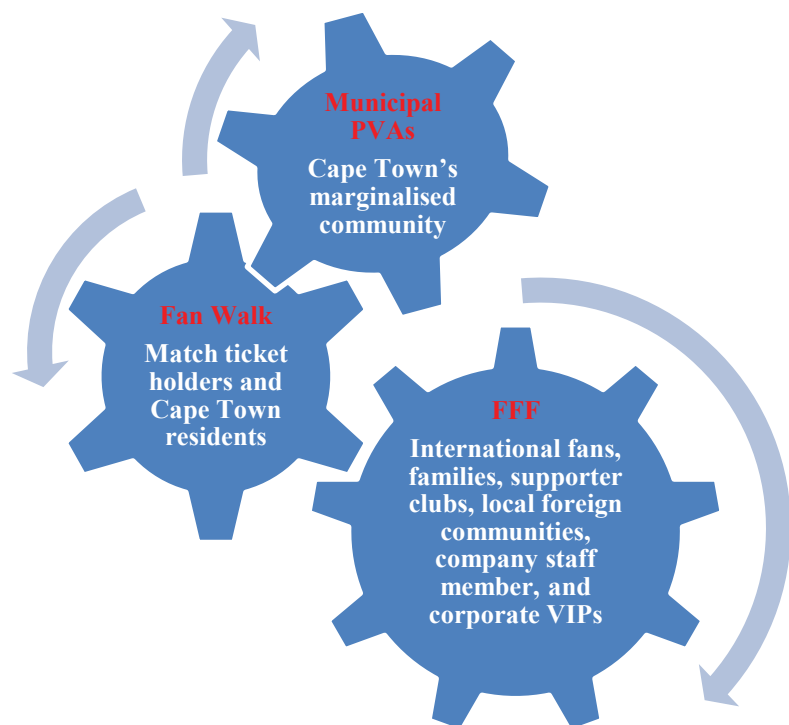 Municipal
PVAs
Cape Town’s
marginalised
community
Fan Walk
Match ticket
holders and
Cape Town
residents
FFF
International fans,
families, supporter
clubs, local foreign
communities,
company staff
member, and
corporate VIPs